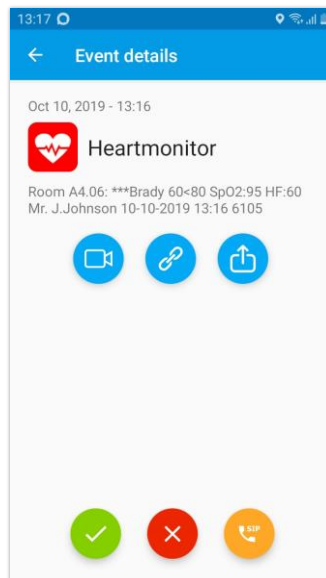 13:17
Event details
Oct 10, 2019 - 13:16
Heartmonitor
Room A4.06: ***Brady 60<80 SpO2:95 HF:60
Mr. J.Johnson 10-10-2019 13:16 6105
SIP